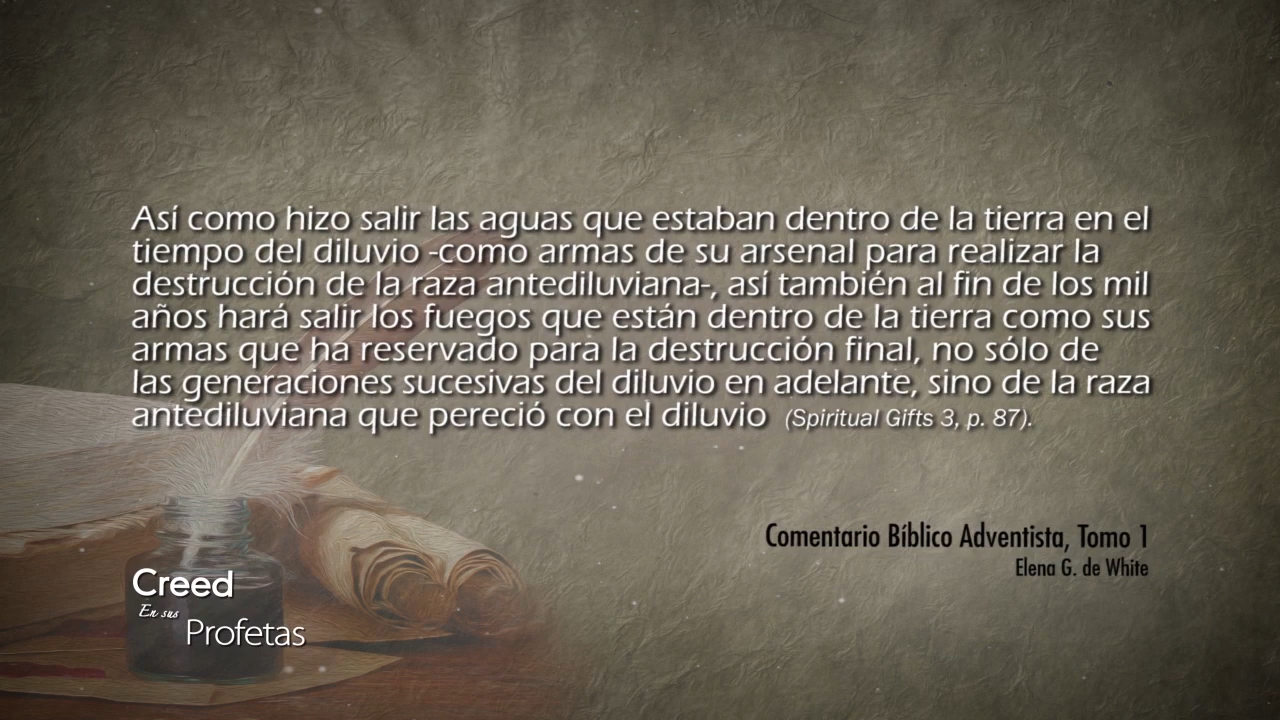 Así como hizo salir las aguas que estaban dentro de la tierra en el
tiempo del diluvio -como armas de su arsenal para realizar la
destrucción de la raza antediluviana-, así también al fin de los mil
años hará salir los fuegos que están dentro de la tierra como sus
armas que ha reservado para la destrucción final, no sólo de
las generaciones sucesivas del diluvio en adelante, sino de la raza
antediluviana que pereció con el diluvio (Spiritual Gifts 3, p. 87).
Comentario Bíblico Adventista, Tomo 1
Elena G. de White
Creed
En sus
Profetas